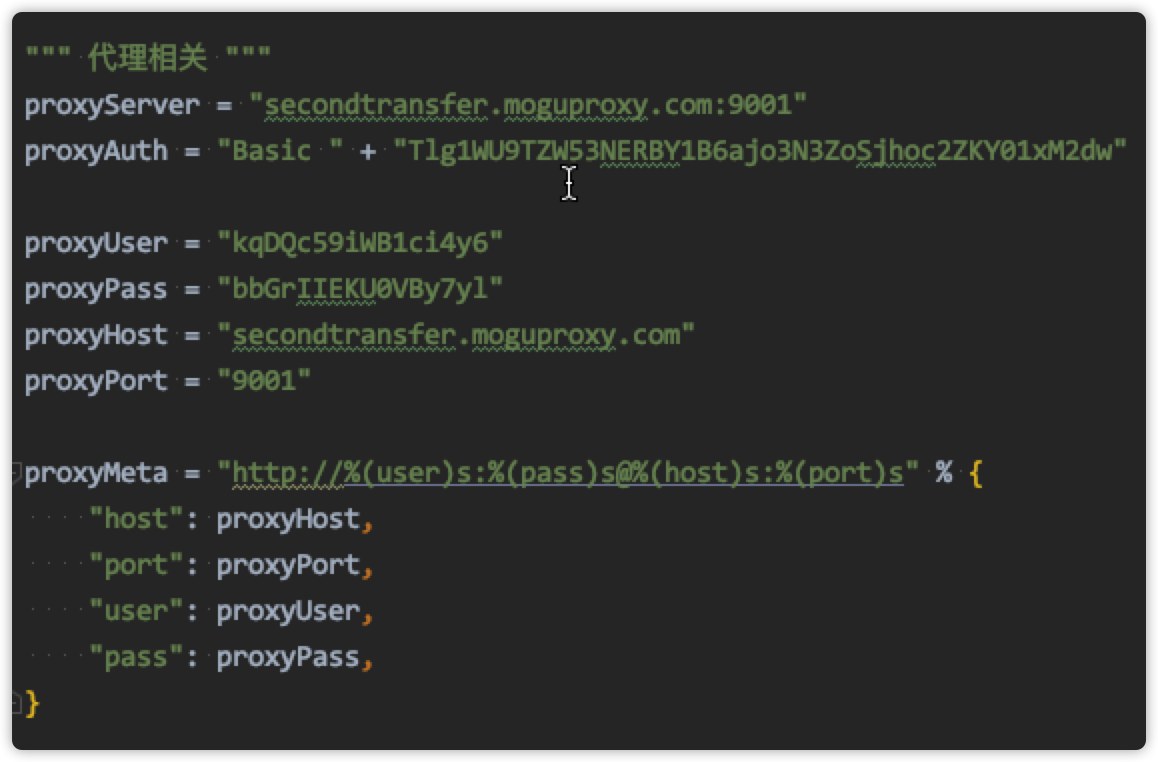 """ 代理相关 """
proxyServer = "secondtransfer.moguproxy.com:9001"
proxyAuth = "Basic " + "Tlg1WU9TZW53NERBY1B6ajo3N3ZoSjhoc2ZKY01xM2dw"
proxyUser = "kqDQc59iWB1ci4y6"
proxyPass = "bbGrIIEKU0VBy7yl"
proxyHost = "secondtransfer.moguproxy.com"
proxyPort = "9001"
proxyMeta = "http://%(user)s:%(pass)s@%(host)s:%(port)s" % {
    "host": proxyHost,
    "port": proxyPort,
    "user": proxyUser,
    "pass": proxyPass,
}